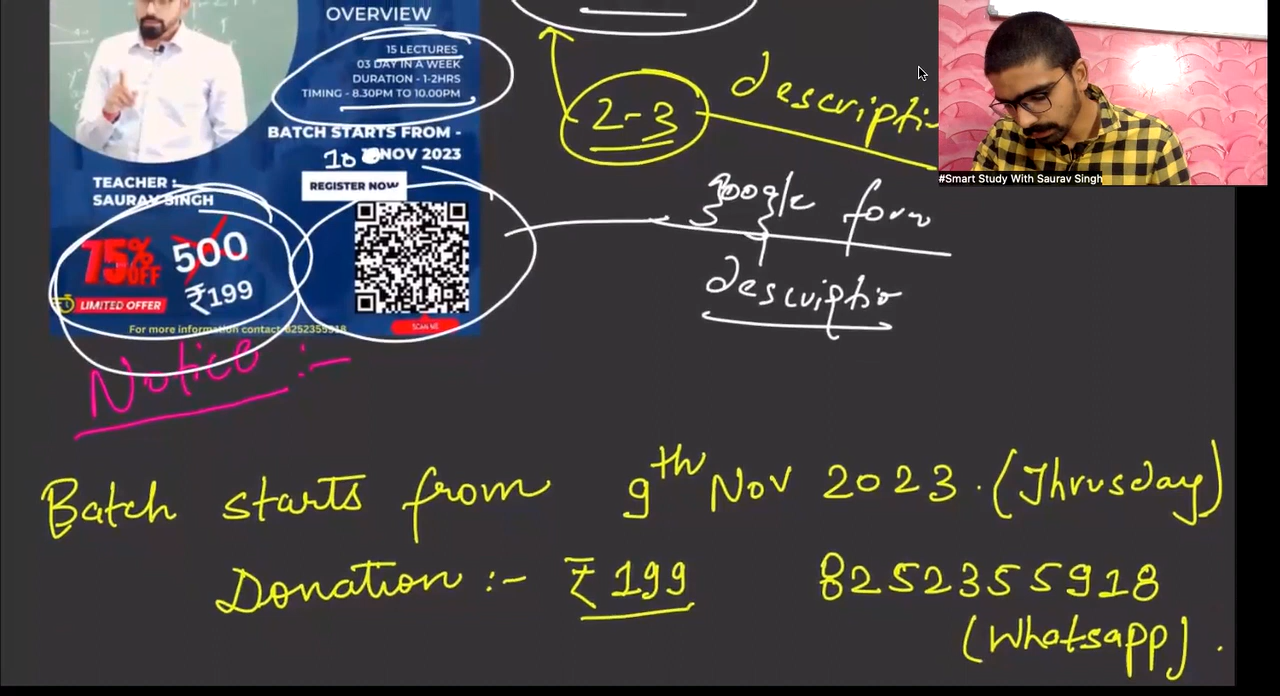 OVERVIEW
15 LECTURES
03 DAY IN A WEEK
DURATION - 1-2HRS
TIMING - 8.30PM TO 10.00PM
BATCH STARTS FROM -
10 NOV 2023
REGISTER NOW
TEACHER :
SAURAV SINGH
75% OFF
500
LIMITED OFFER
₹199
For more information contact 8252355918
SCAN ME
2-3
descriptio
google form
descriptio
#Smart Study With Saurav Singh
Notice :-
Batch starts from 9th Nov 2023. (Thrusday)
Donation :- ₹199 8252355918
(Whatsapp).